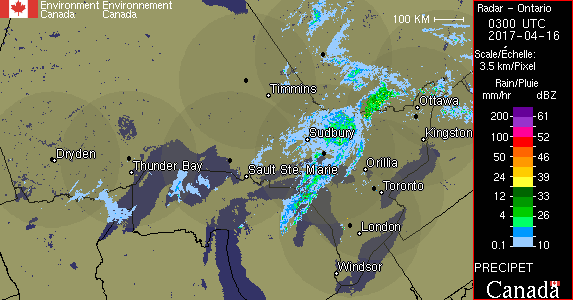 Environment Environnement
Canada Canada
100 KM
Timmins
Ottawa
Sudbury
Kingston
Dryden
Thunder Bay
Sault Ste. Marie
Orillia
Toronto
London
Windsor
Radar - Ontario
0300 UTC
2017-04-16
Scale/Échelle:
3.5 km/Pixel
Rain/Pluie
mm/hr dBZ
200 61
100 52
50 46
24 39
12 33
4 26
0.1 10
PRECIPET
Canada